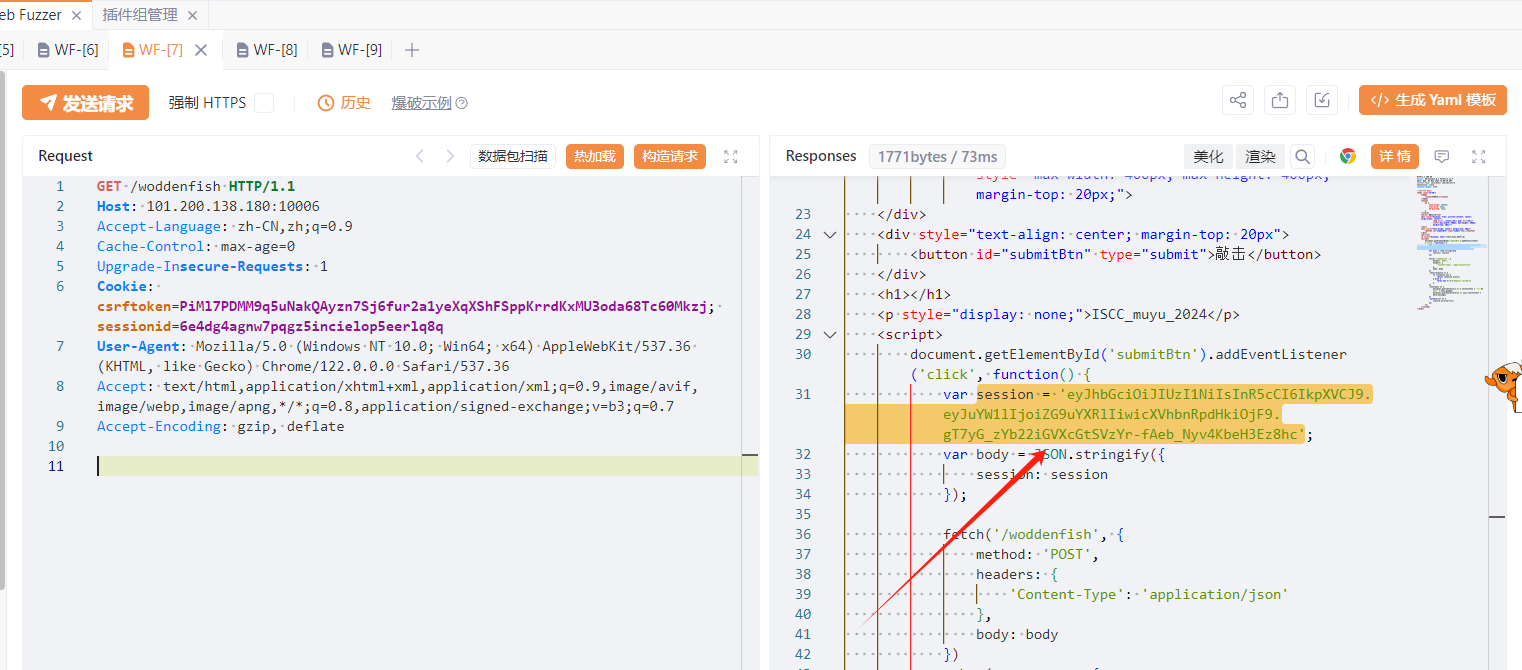 eb Fuzzer × 插件组管理 ×
5] WF-[6] WF-[7] × WF-[8] WF-[9] +
发送请求 强制 HTTPS 历史 爆破示例 生成 Yaml 模板
Request 数据包扫描 热加载 构造请求
1 GET /woddenfish HTTP/1.1
2 Host: 101.200.138.180:10006
3 Accept-Language: zh-CN,zh;q=0.9
4 Cache-Control: max-age=0
5 Upgrade-Insecure-Requests: 1
6 Cookie:
csrftoken=PiMl7PDMM9q5uNakQAyzn7Sj6fur2a1yeXqXShFSppKrrdKxMU3oda68Tc60Mkzj;
sessionid=6e4dg4agnw7pqgz5incielop5eerlq8q
7 User-Agent: Mozilla/5.0 (Windows NT 10.0; Win64; x64) AppleWebKit/537.36
(KHTML, like Gecko) Chrome/122.0.0.0 Safari/537.36
8 Accept: text/html,application/xhtml+xml,application/xml;q=0.9,image/avif,
image/webp,image/apng,*/*;q=0.8,application/signed-exchange;v=b3;q=0.7
9 Accept-Encoding: gzip, deflate
10
11
Responses 1771bytes / 73ms 美化 渲染 详 情
style="max-width: 400px; max-height: 400px;
margin-top: 20px;">
23 </div>
24 <div style="text-align: center; margin-top: 20px">
25 <button id="submitBtn" type="submit">敲击</button>
26 </div>
27 <h1></h1>
28 <p style="display: none;">ISCC_muyu_2024</p>
29 <script>
30 document.getElementById('submitBtn').addEventListener
('click', function() {
31 var session = 'eyJhbGciOiJIUzI1NiIsInR5cCI6IkpXVCJ9.
eyJuYW1lIjoiZG9uYXRlIiwicXVhbnRpdHkiOjF9.
gT7yG_zYb22iGVXcGtSVzYr-fAeb_Nyv4KbeH3Ez8hc';
32 var body = JSON.stringify({
33 session: session
34 });
35
36 fetch('/woddenfish', {
37 method: 'POST',
38 headers: {
39 'Content-Type': 'application/json'
40 },
41 body: body
42 })